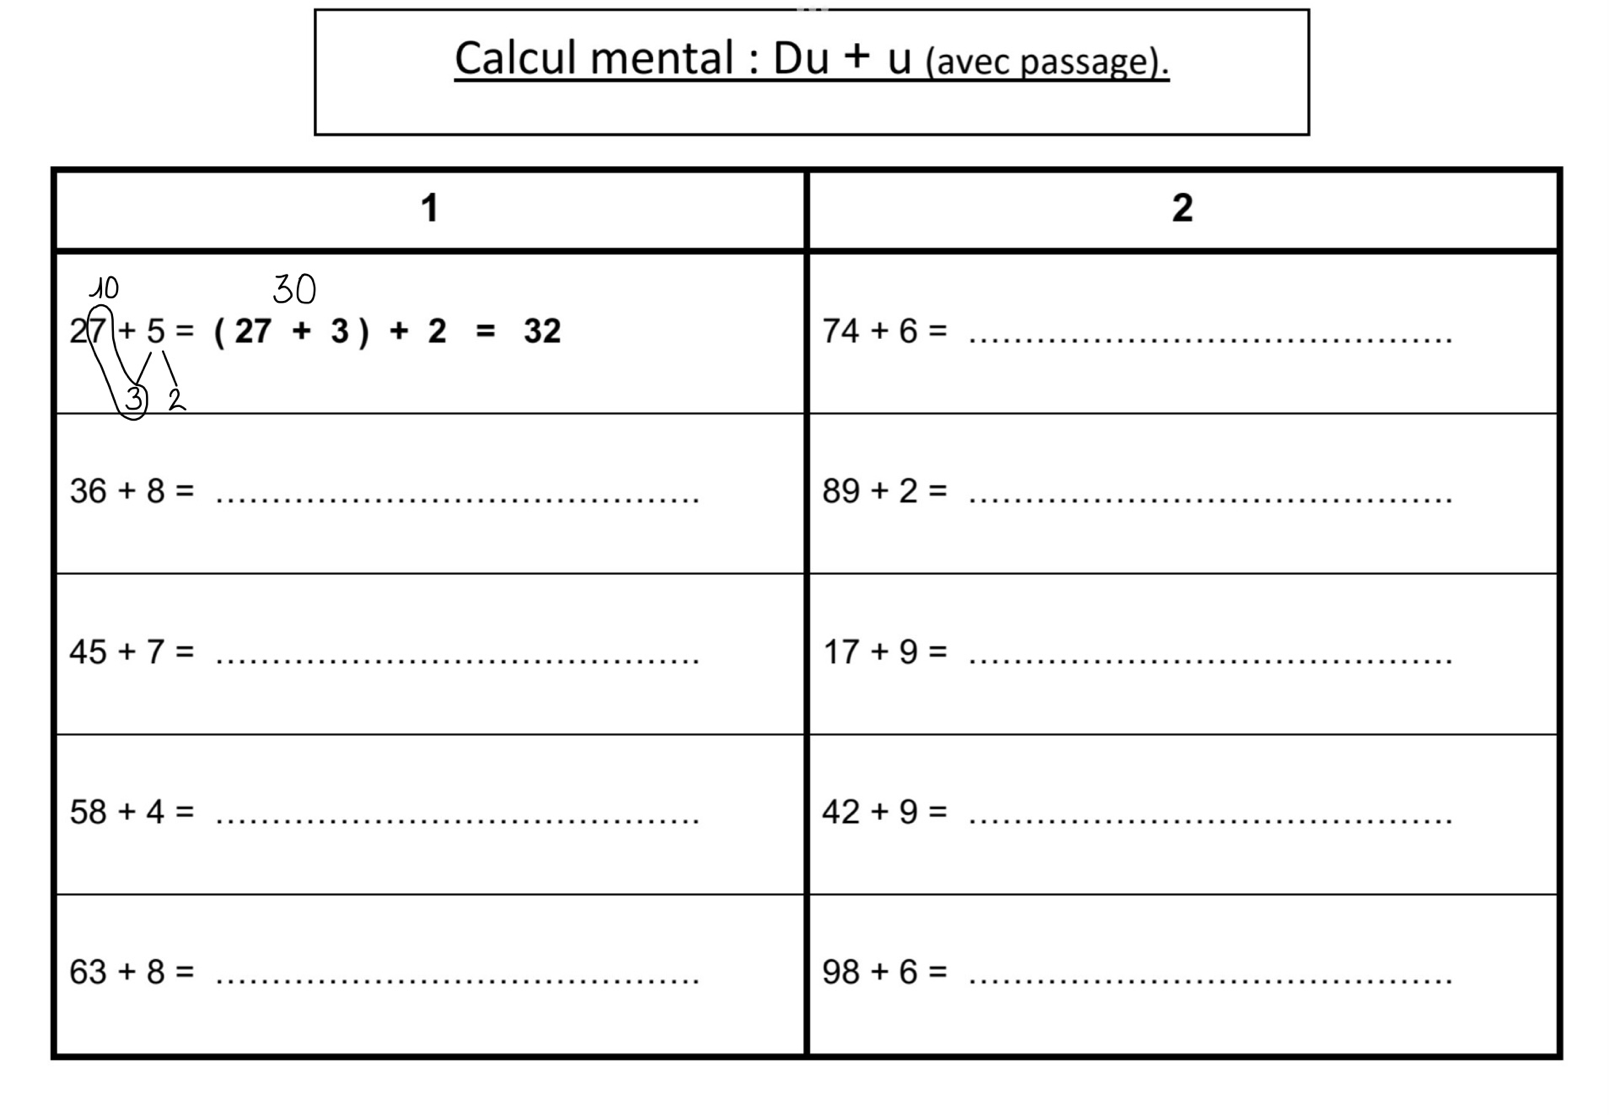 Calcul mental : Du + u (avec passage).
1
2
10
30
27 + 5 = ( 27 + 3 ) + 2 = 32
3 2
74 + 6 = ...........................................
36 + 8 = ...........................................
89 + 2 = ...........................................
45 + 7 = ...........................................
17 + 9 = ...........................................
58 + 4 = ...........................................
42 + 9 = ...........................................
63 + 8 = ...........................................
98 + 6 = ...........................................